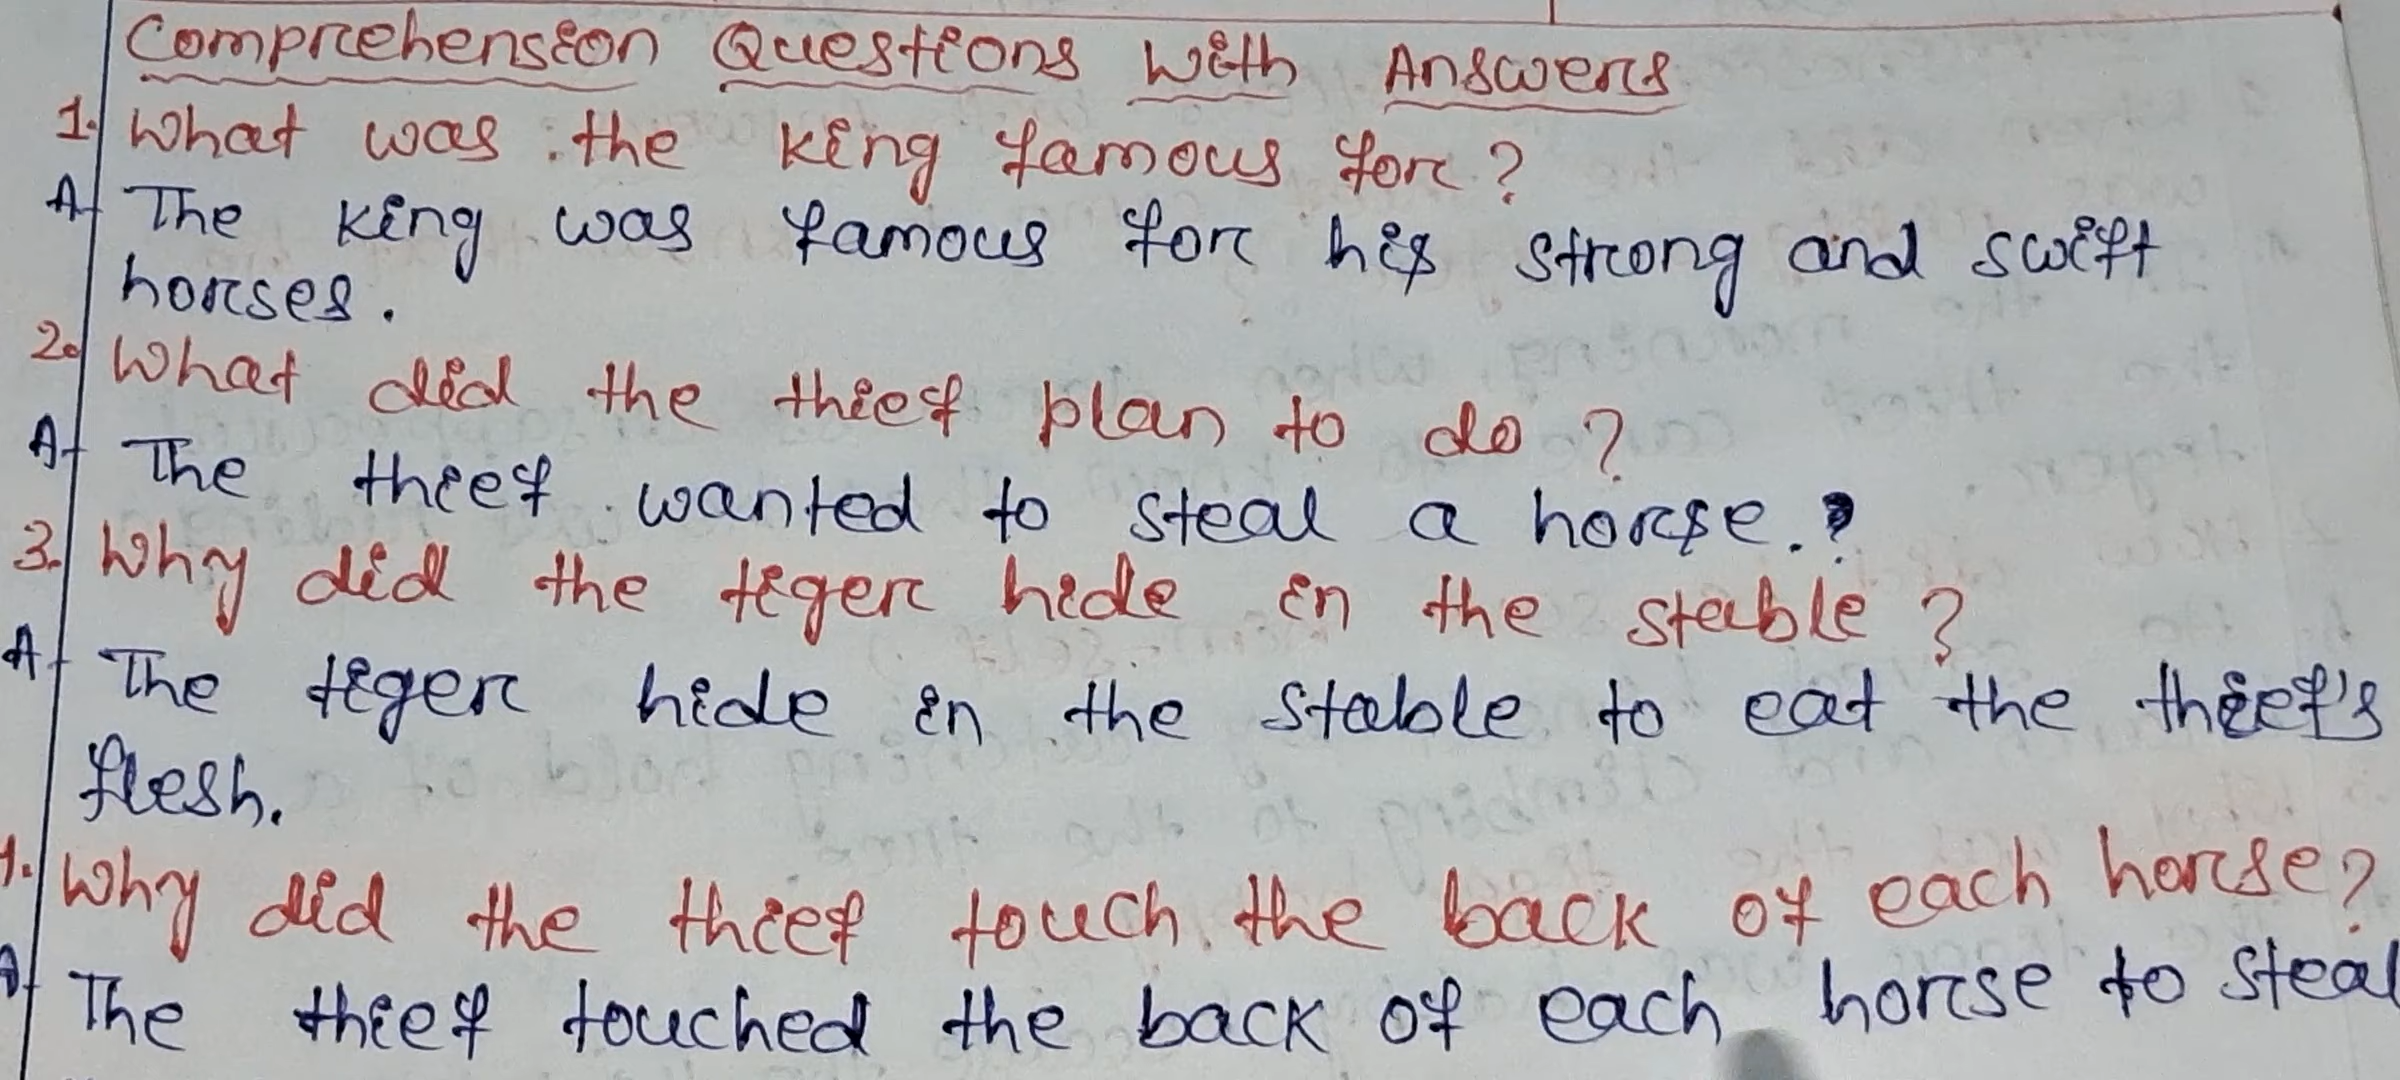 Comprehension Questions with Answers
1. What was the king famous for?
A- The king was famous for his strong and swift
horses.
2. What did the thief plan to do?
A- The thief wanted to steal a horse.
3. Why did the tiger hide in the stable?
A- The tiger hide in the stable to eat the thief's
flesh.
Why did the thief touch the back of each horse?
A- The thief touched the back of each horse to steal